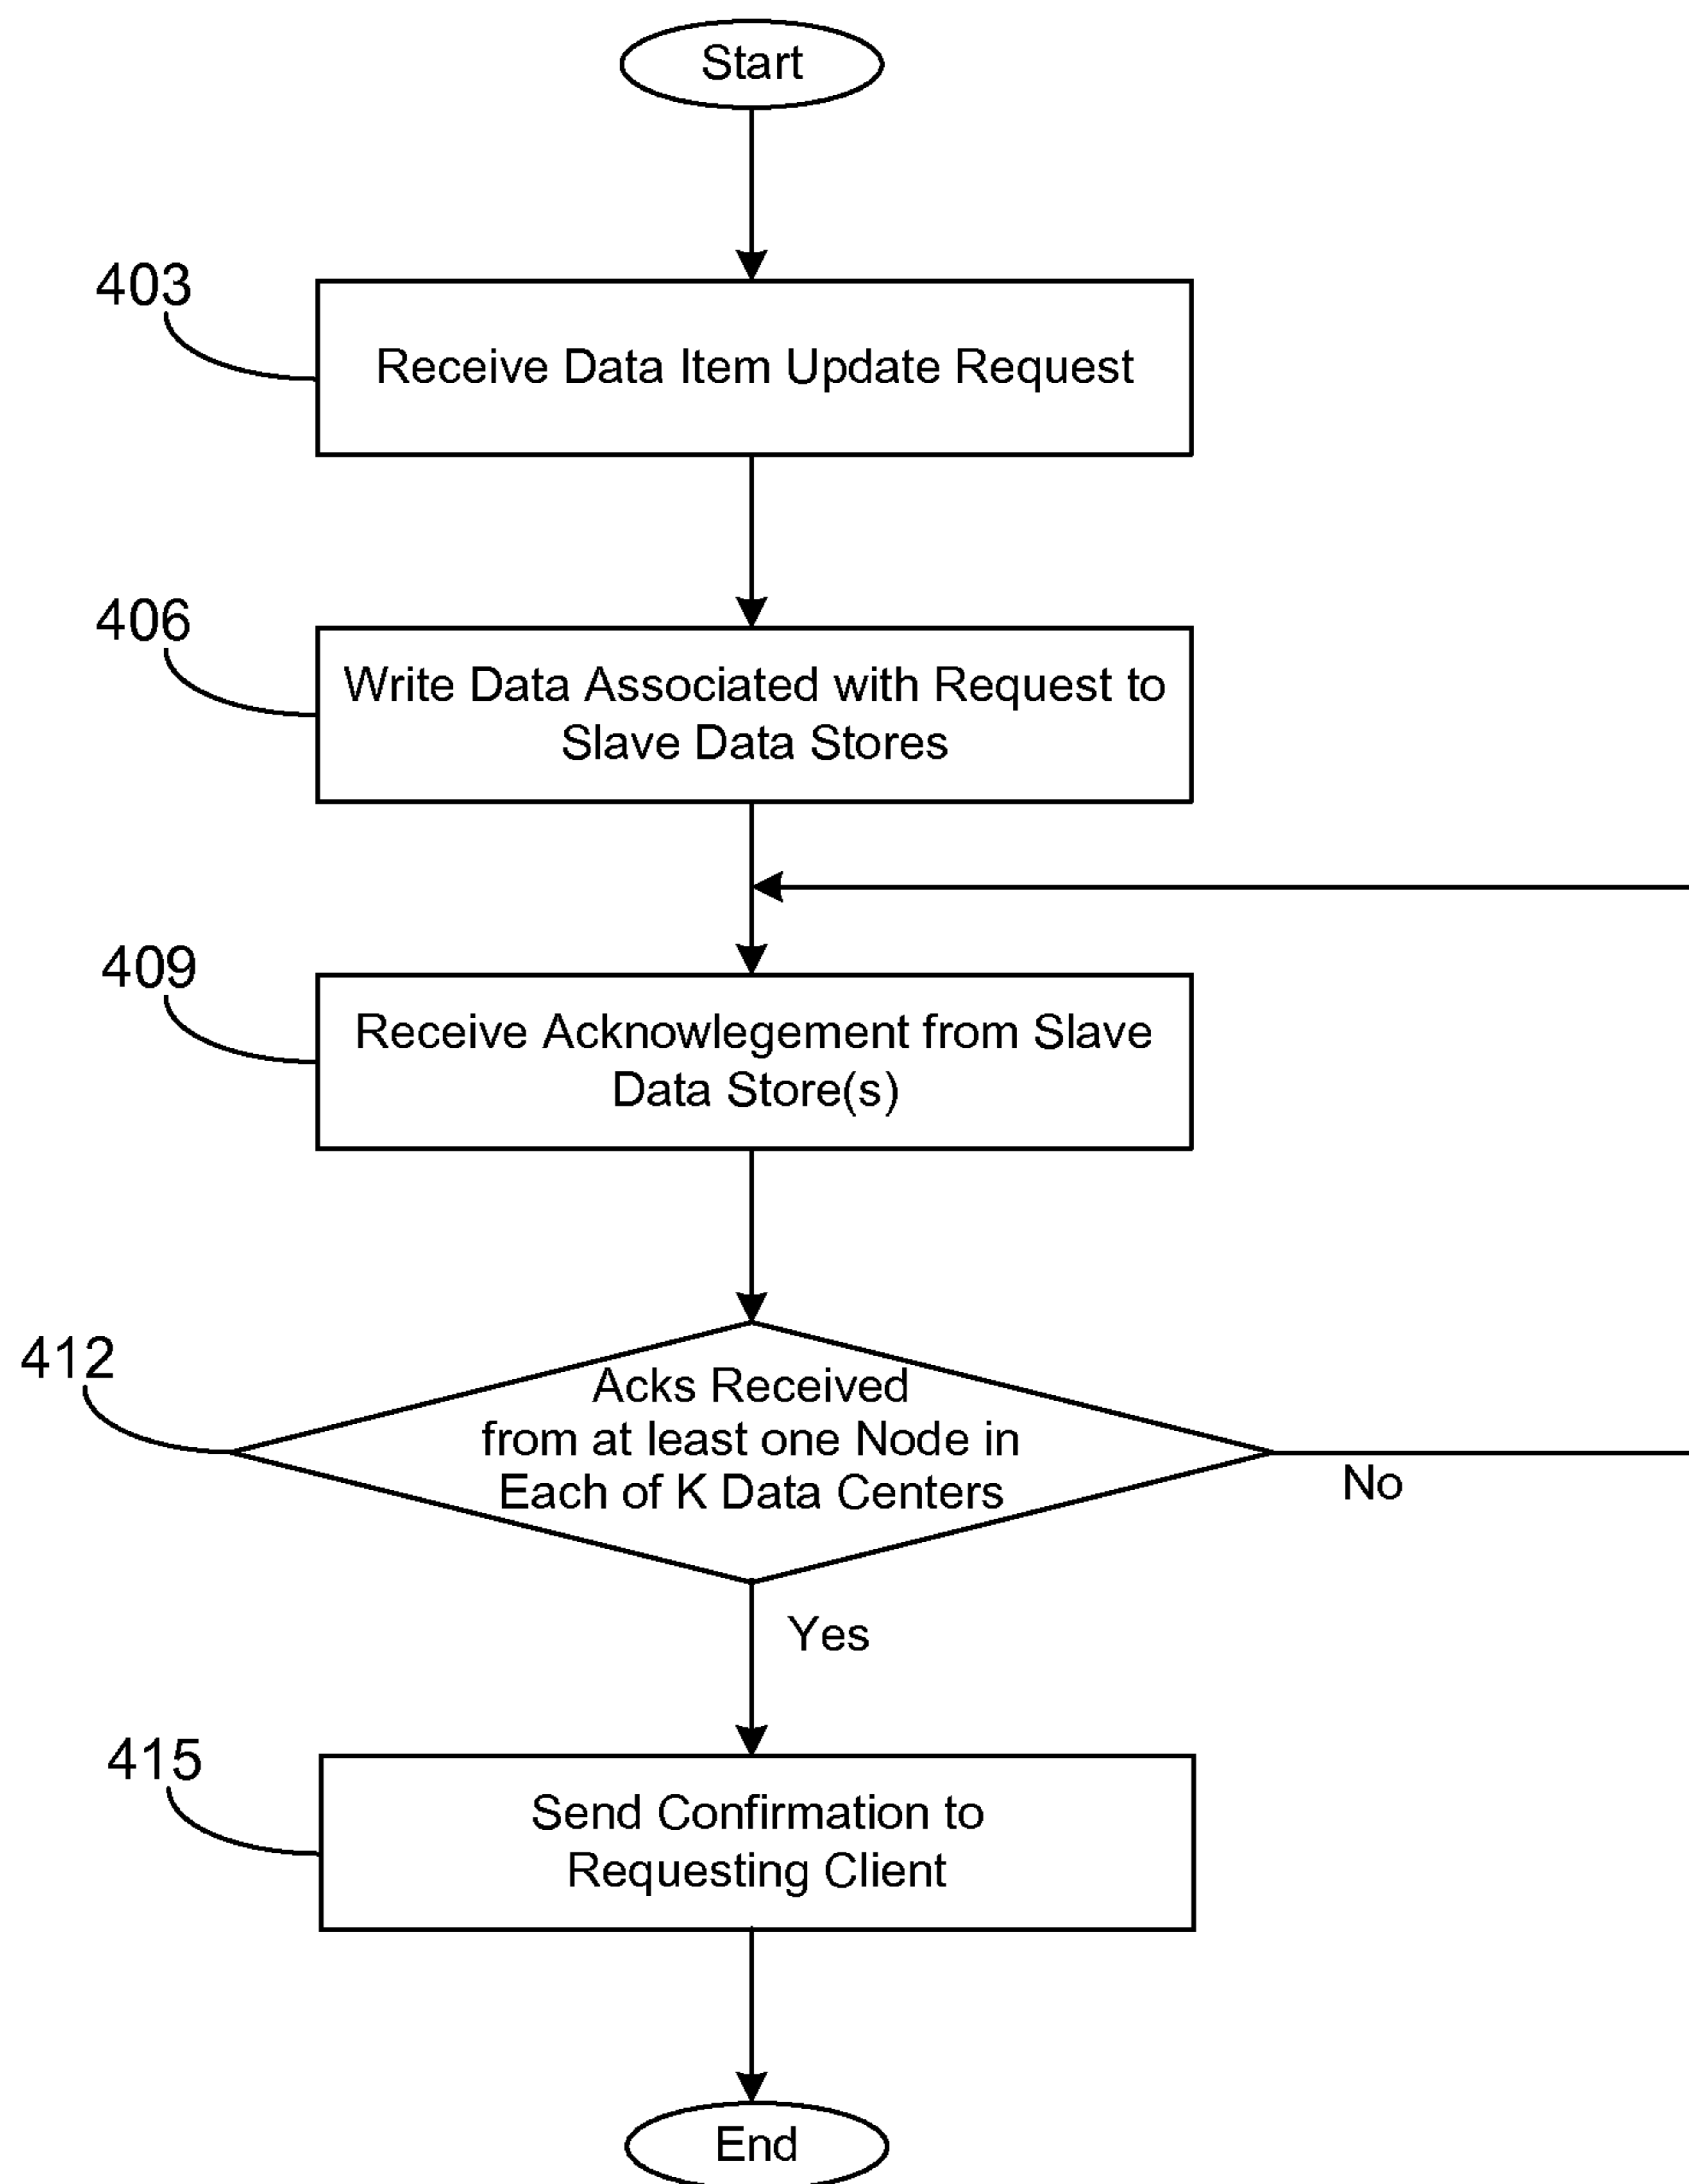 Start
403
Receive Data Item Update Request
406
Write Data Associated with Request to
Slave Data Stores
409
Receive Acknowlegement from Slave
Data Store(s)
412
Acks Received
from at least one Node in
Each of K Data Centers
No
Yes
415
Send Confirmation to
Requesting Client
End